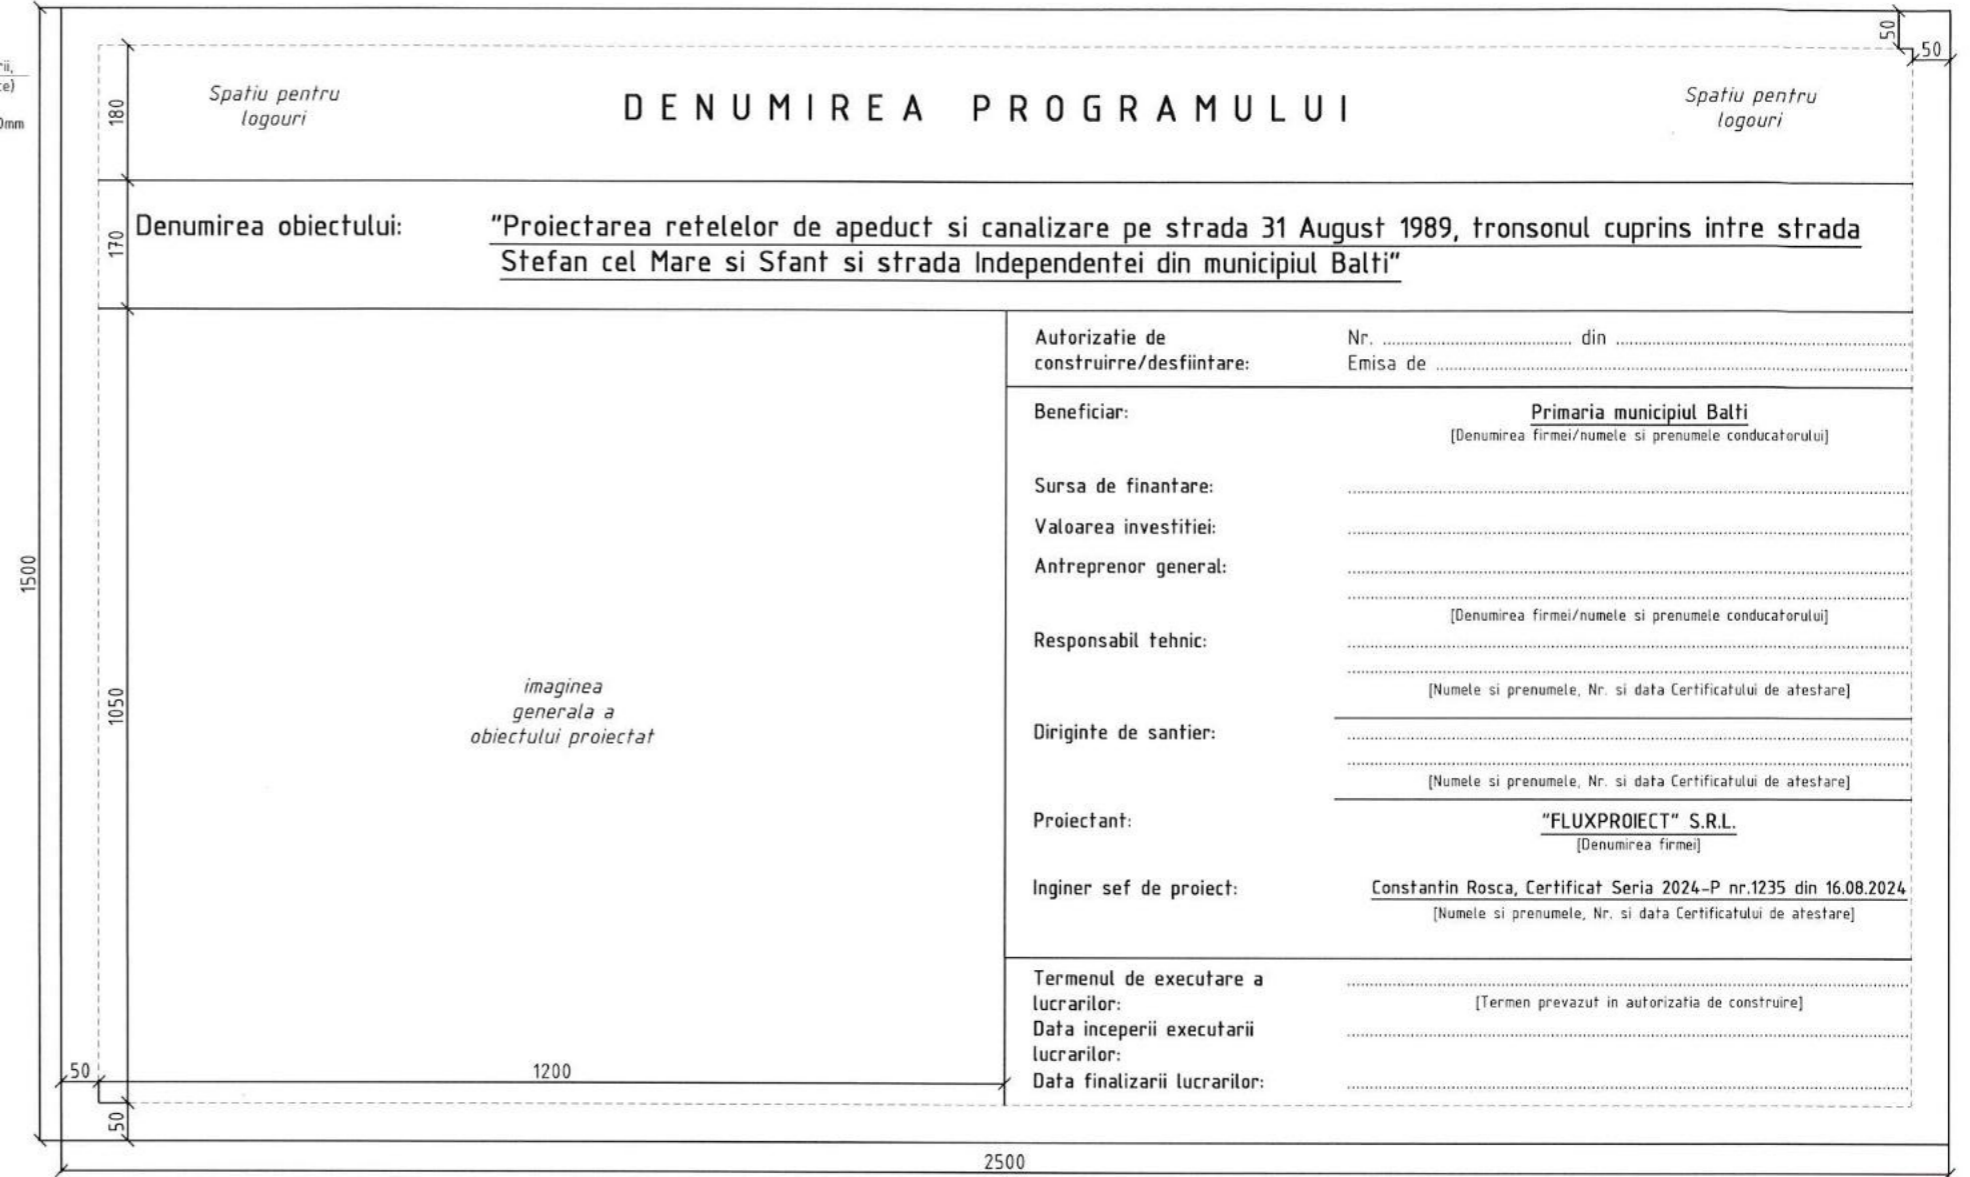 50
50
rii,
te)
0mm
Spatiu pentru
logouri
DENUMIREA PROGRAMULUI
Spatiu pentru
logouri
180
Denumirea obiectului:
"Proiectarea retelelor de apeduct si canalizare pe strada 31 August 1989, tronsonul cuprins intre strada
Stefan cel Mare si Sfant si strada Independentei din municipiul Balti"
170
Autorizatie de
construirre/desfiintare:
Nr. .................... din ....................
Emisa de ....................
Beneficiar:
Primaria municipiul Balti
[Denumirea firmei/numele si prenumele conducatorului]
Sursa de finantare:
Valoarea investitiei:
Antreprenor general:
[Denumirea firmei/numele si prenumele conducatorului]
Responsabil tehnic:
[Numele si prenumele, Nr. si data Certificatului de atestare]
Diriginte de santier:
[Numele si prenumele, Nr. si data Certificatului de atestare]
Proiectant:
"FLUXPROIECT" S.R.L.
[Denumirea firmei]
Inginer sef de proiect:
Constantin Rosca, Certificat Seria 2024-P nr.1235 din 16.08.2024
[Numele si prenumele, Nr. si data Certificatului de atestare]
Termenul de executare a
lucrarilor:
[Termen prevazut in autorizatia de construire]
Data inceperii executarii
lucrarilor:
Data finalizarii lucrarilor:
imaginea
generala a
obiectului proiectat
1500
1050
50
1200
50
2500